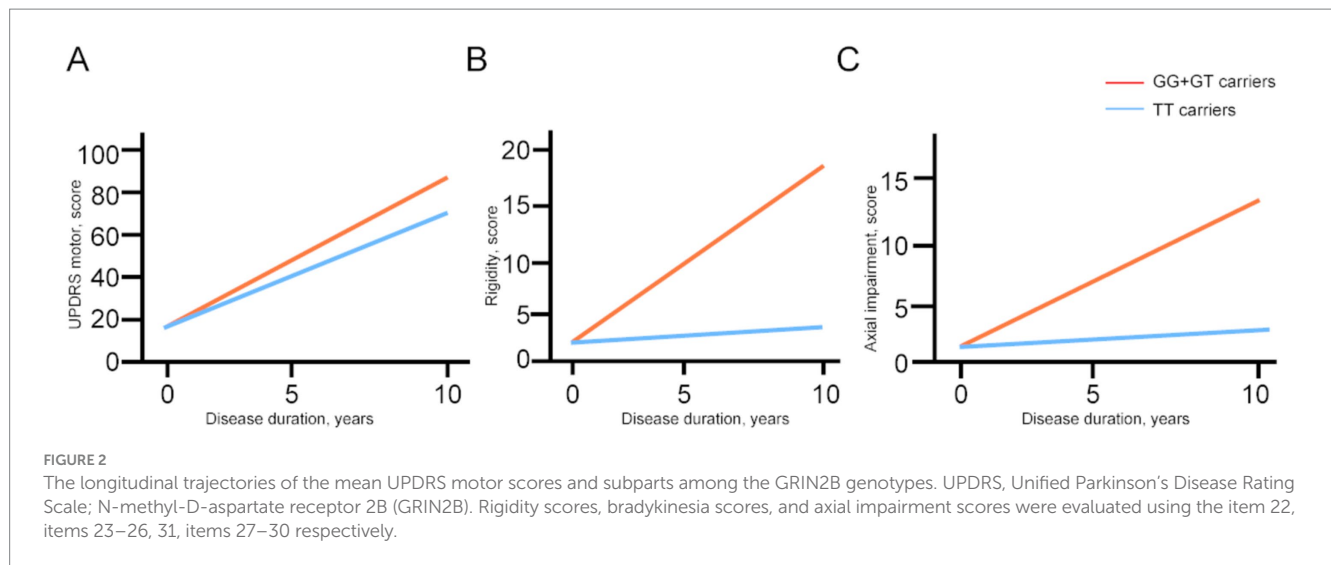 A
B
C
GG+GT carriers
TT carriers
UPDRS motor, score
100
80
60
40
20
0
0 5 10
Disease duration, years
Rigidity, score
20
15
10
5
0
0 5 10
Disease duration, years
Axial impairment, score
15
10
5
0
0 5 10
Disease duration, years
FIGURE 2
The longitudinal trajectories of the mean UPDRS motor scores and subparts among the GRIN2B genotypes. UPDRS, Unified Parkinson's Disease Rating
Scale; N-methyl-D-aspartate receptor 2B (GRIN2B). Rigidity scores, bradykinesia scores, and axial impairment scores were evaluated using the item 22,
items 23–26, 31, items 27–30 respectively.